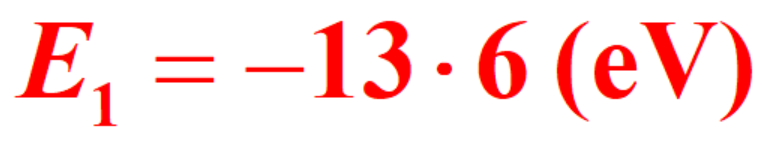 E₁ = −13·6 (eV)